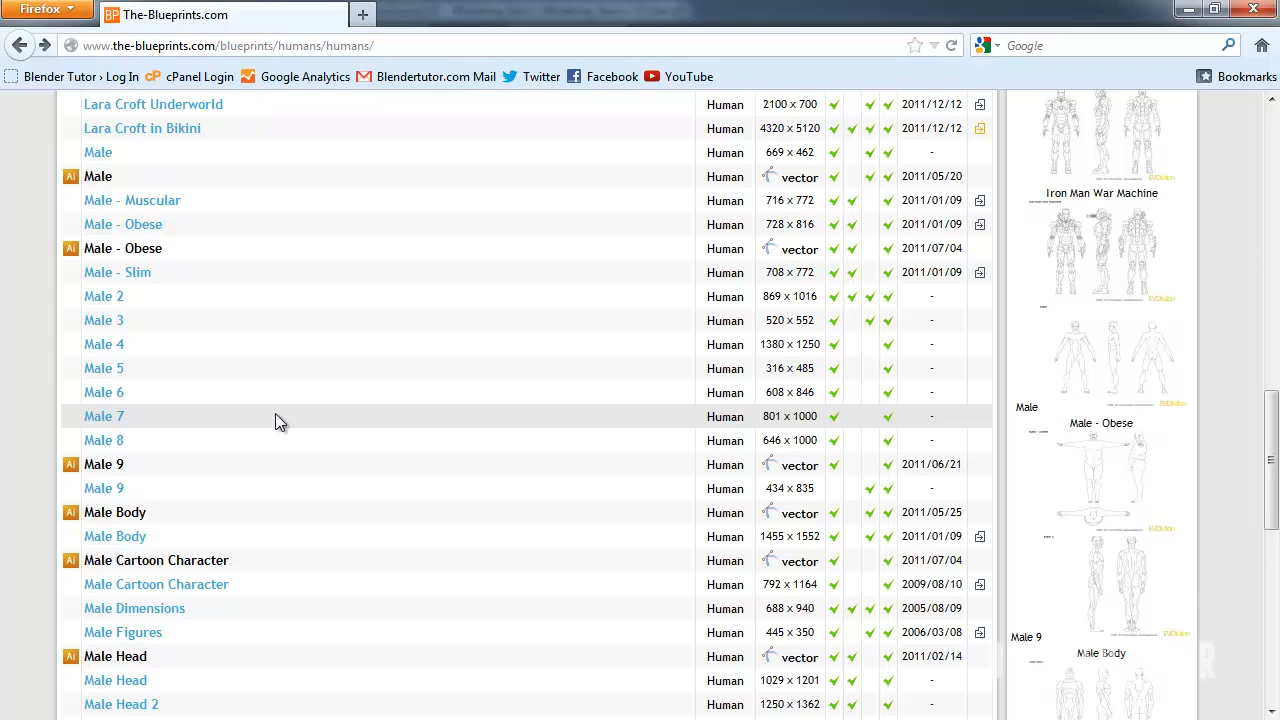 Firefox
BP The-Blueprints.com
www.the-blueprints.com/blueprints/humans/humans/
Google
Blender Tutor › Log In
cP cPanel Login
Google Analytics
Blendertutor.com Mail
Twitter
Facebook
YouTube
Bookmarks
Lara Croft Underworld Human 2100 x 700 2011/12/12
Lara Croft in Bikini Human 4320 x 5120 2011/12/12
Male Human 669 x 462 -
Ai Male Human vector 2011/05/20
Male - Muscular Human 716 x 772 2011/01/09
Male - Obese Human 728 x 816 2011/01/09
Ai Male - Obese Human vector 2011/07/04
Male - Slim Human 708 x 772 2011/01/09
Male 2 Human 869 x 1016 -
Male 3 Human 520 x 552 -
Male 4 Human 1380 x 1250 -
Male 5 Human 316 x 485 -
Male 6 Human 608 x 846 -
Male 7 Human 801 x 1000 -
Male 8 Human 649 x 1000 -
Ai Male 9 Human vector 2011/06/21
Male 9 Human 434 x 835 -
Ai Male Body Human vector 2011/05/25
Male Body Human 1455 x 1552 2011/01/09
Ai Male Cartoon Character Human vector 2011/07/04
Male Cartoon Character Human 792 x 1164 2009/08/10
Male Dimensions Human 688 x 940 2005/08/09
Male Figures Human 445 x 350 2006/03/08
Ai Male Head Human vector 2011/02/14
Male Head Human 1029 x 1201 -
Male Head 2 Human 1250 x 1362 -
Iron Man War Machine
Male
Male - Obese
Male 9
Male Body